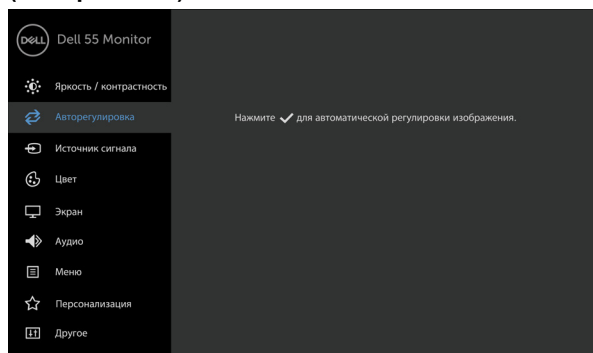 DELL
Dell 55 Monitor
Яркость / контрастность
Авторегулировка
Нажмите ✓ для автоматической регулировки изображения.
Источник сигнала
Цвет
Экран
Аудио
Меню
Персонализация
Другое